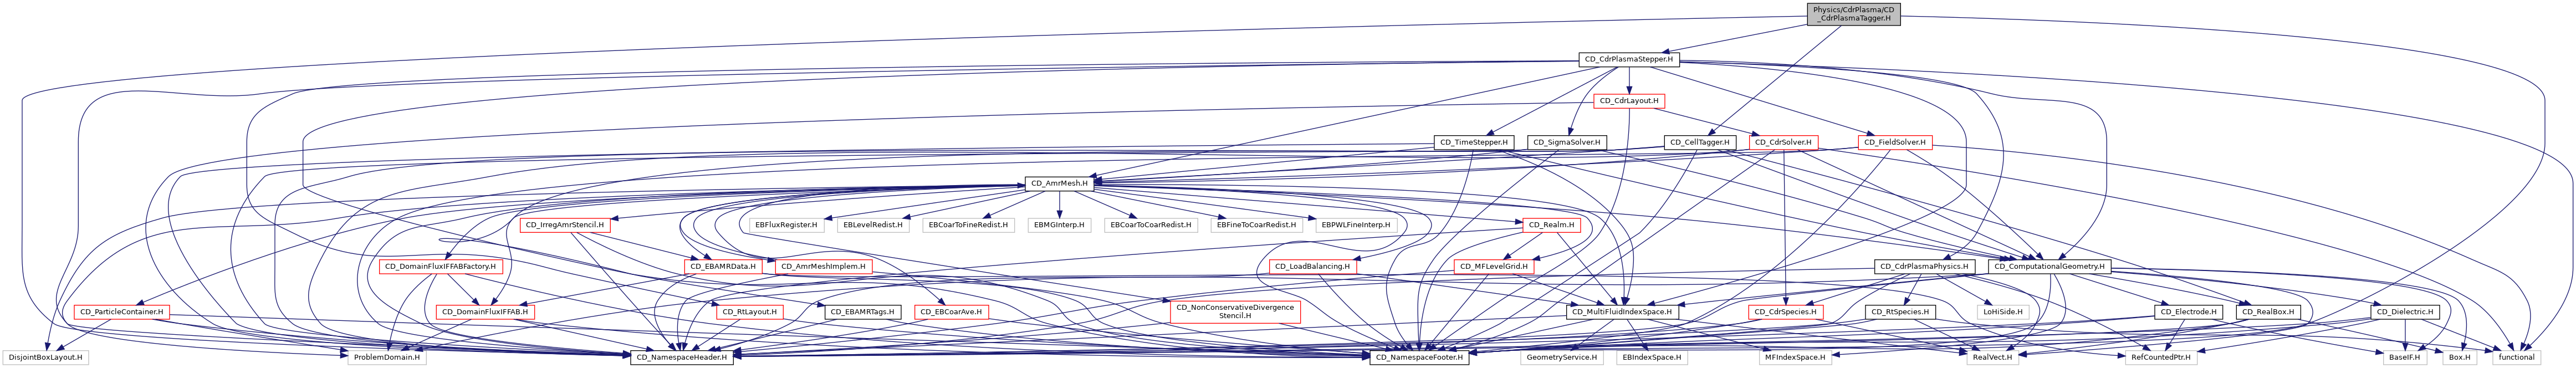 Physics/CdrPlasma/CD
_CdrPlasmaTagger.H
CD_CdrPlasmaStepper.H
CD_CdrLayout.H
CD_TimeStepper.H
CD_SigmaSolver.H
CD_CellTagger.H
CD_CdrSolver.H
CD_FieldSolver.H
CD_AmrMesh.H
CD_IrregAmrStencil.H
EBFluxRegister.H
EBLevelRedist.H
EBCoarToFineRedist.H
EBMGInterp.H
EBCoarToCoarRedist.H
EBFineToCoarRedist.H
EBPWLFineInterp.H
CD_Realm.H
CD_DomainFluxIFFABFactory.H
CD_EBAMRData.H
CD_AmrMeshImplem.H
CD_LoadBalancing.H
CD_MFLevelGrid.H
CD_CdrPlasmaPhysics.H
CD_ComputationalGeometry.H
CD_ParticleContainer.H
CD_DomainFluxIFFAB.H
CD_RtLayout.H
CD_EBAMRTags.H
CD_EBCoarAve.H
CD_NonConservativeDivergence
Stencil.H
CD_MultiFluidIndexSpace.H
CD_CdrSpecies.H
CD_RtSpecies.H
LoHiSide.H
CD_Electrode.H
CD_RealBox.H
CD_Dielectric.H
DisjointBoxLayout.H
ProblemDomain.H
CD_NamespaceHeader.H
CD_NamespaceFooter.H
GeometryService.H
EBIndexSpace.H
MFIndexSpace.H
RealVect.H
RefCountedPtr.H
BaseIF.H
Box.H
functional